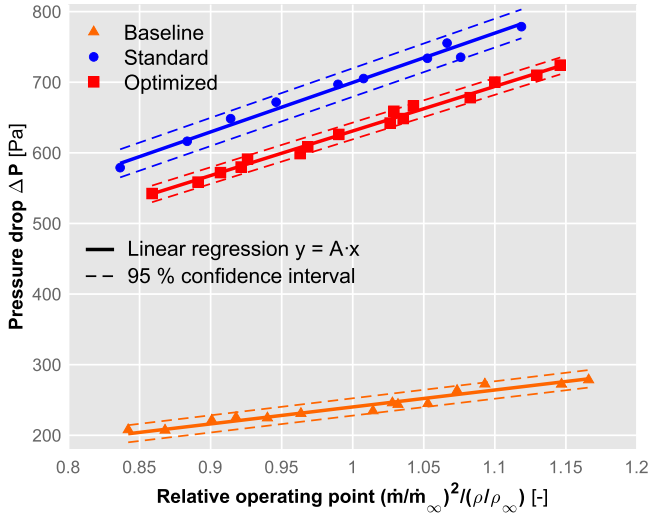 800
700
600
500
400
300
200
Pressure drop Δ P [Pa]
Baseline
Standard
Optimized
Linear regression y = A·x
95 % confidence interval
0.8 0.85 0.9 0.95 1 1.05 1.1 1.15 1.2
Relative operating point (ṁ/ṁ∞)²/(ρ/ρ∞) [-]